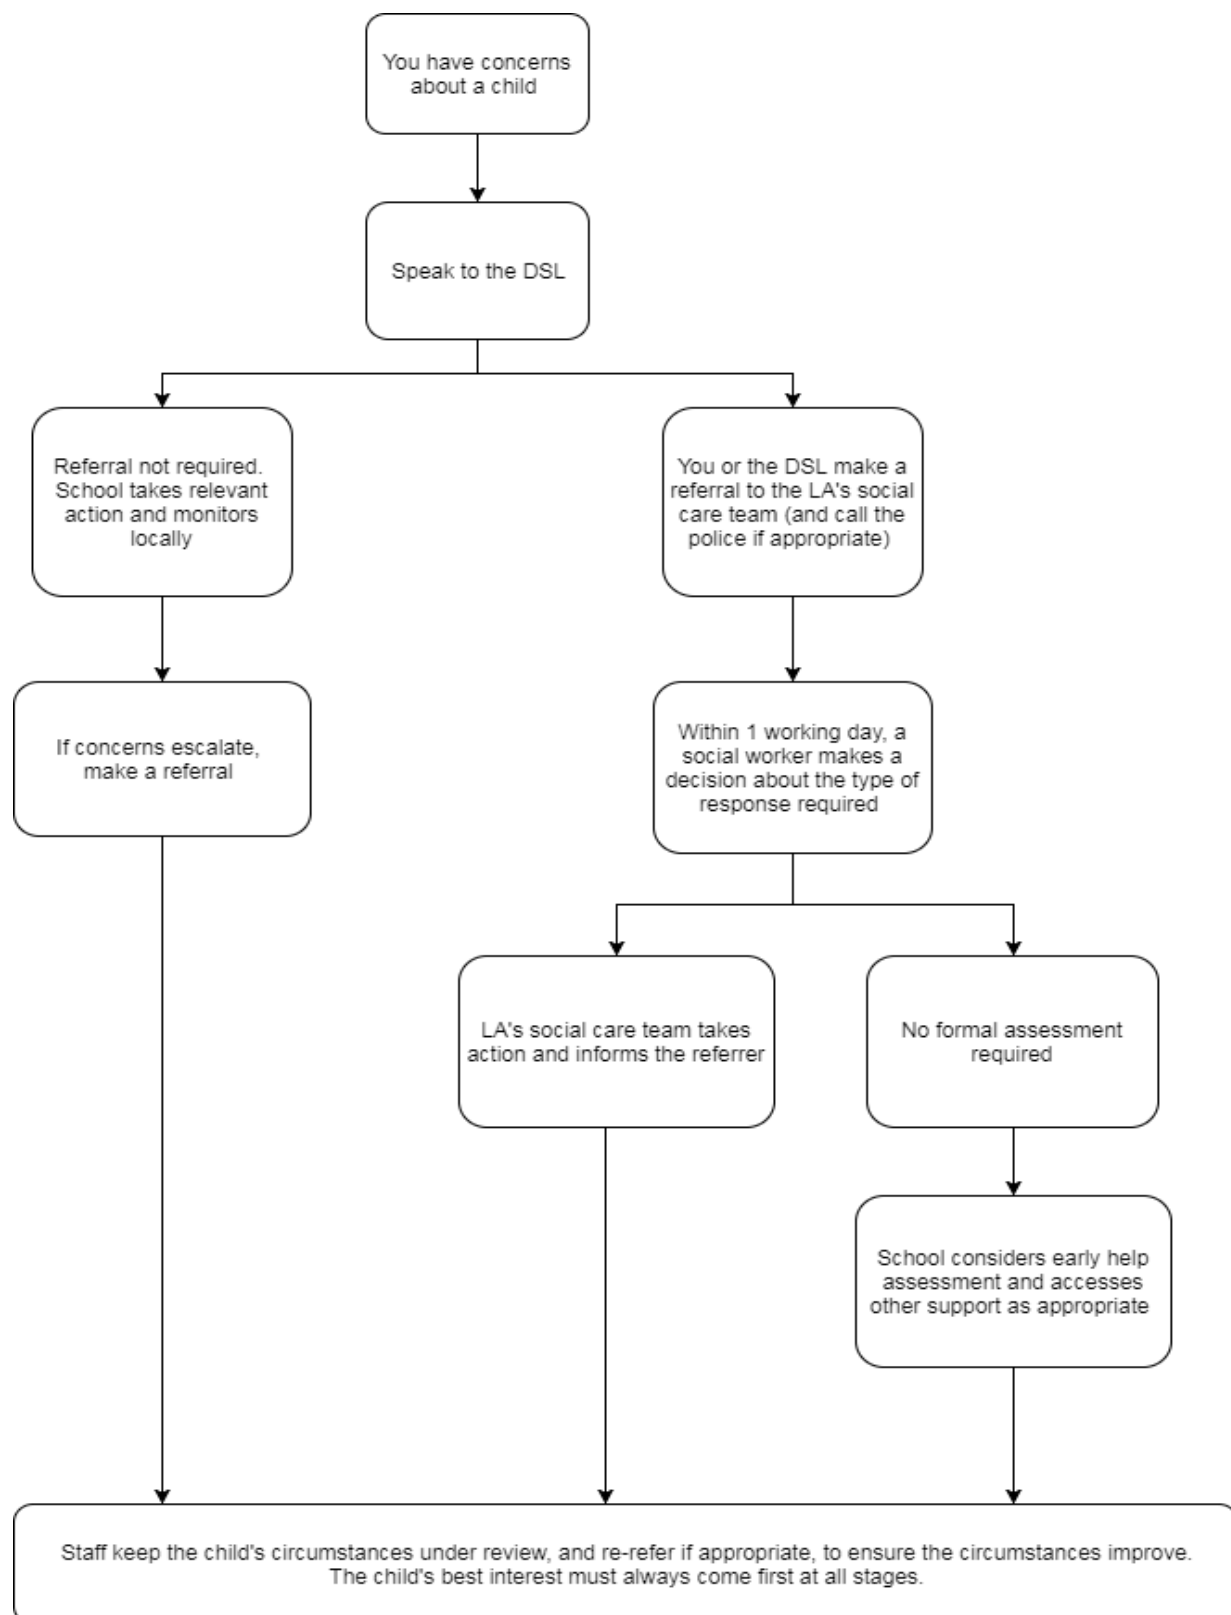 You have concerns
about a child
Speak to the DSL
Referral not required.
School takes relevant
action and monitors
locally
You or the DSL make a
referral to the LA's social
care team (and call the
police if appropriate)
If concerns escalate,
make a referral
Within 1 working day, a
social worker makes a
decision about the type of
response required
LA's social care team takes
action and informs the referrer
No formal assessment
required
School considers early help
assessment and accesses
other support as appropriate
Staff keep the child's circumstances under review, and re-refer if appropriate, to ensure the circumstances improve.
The child's best interest must always come first at all stages.